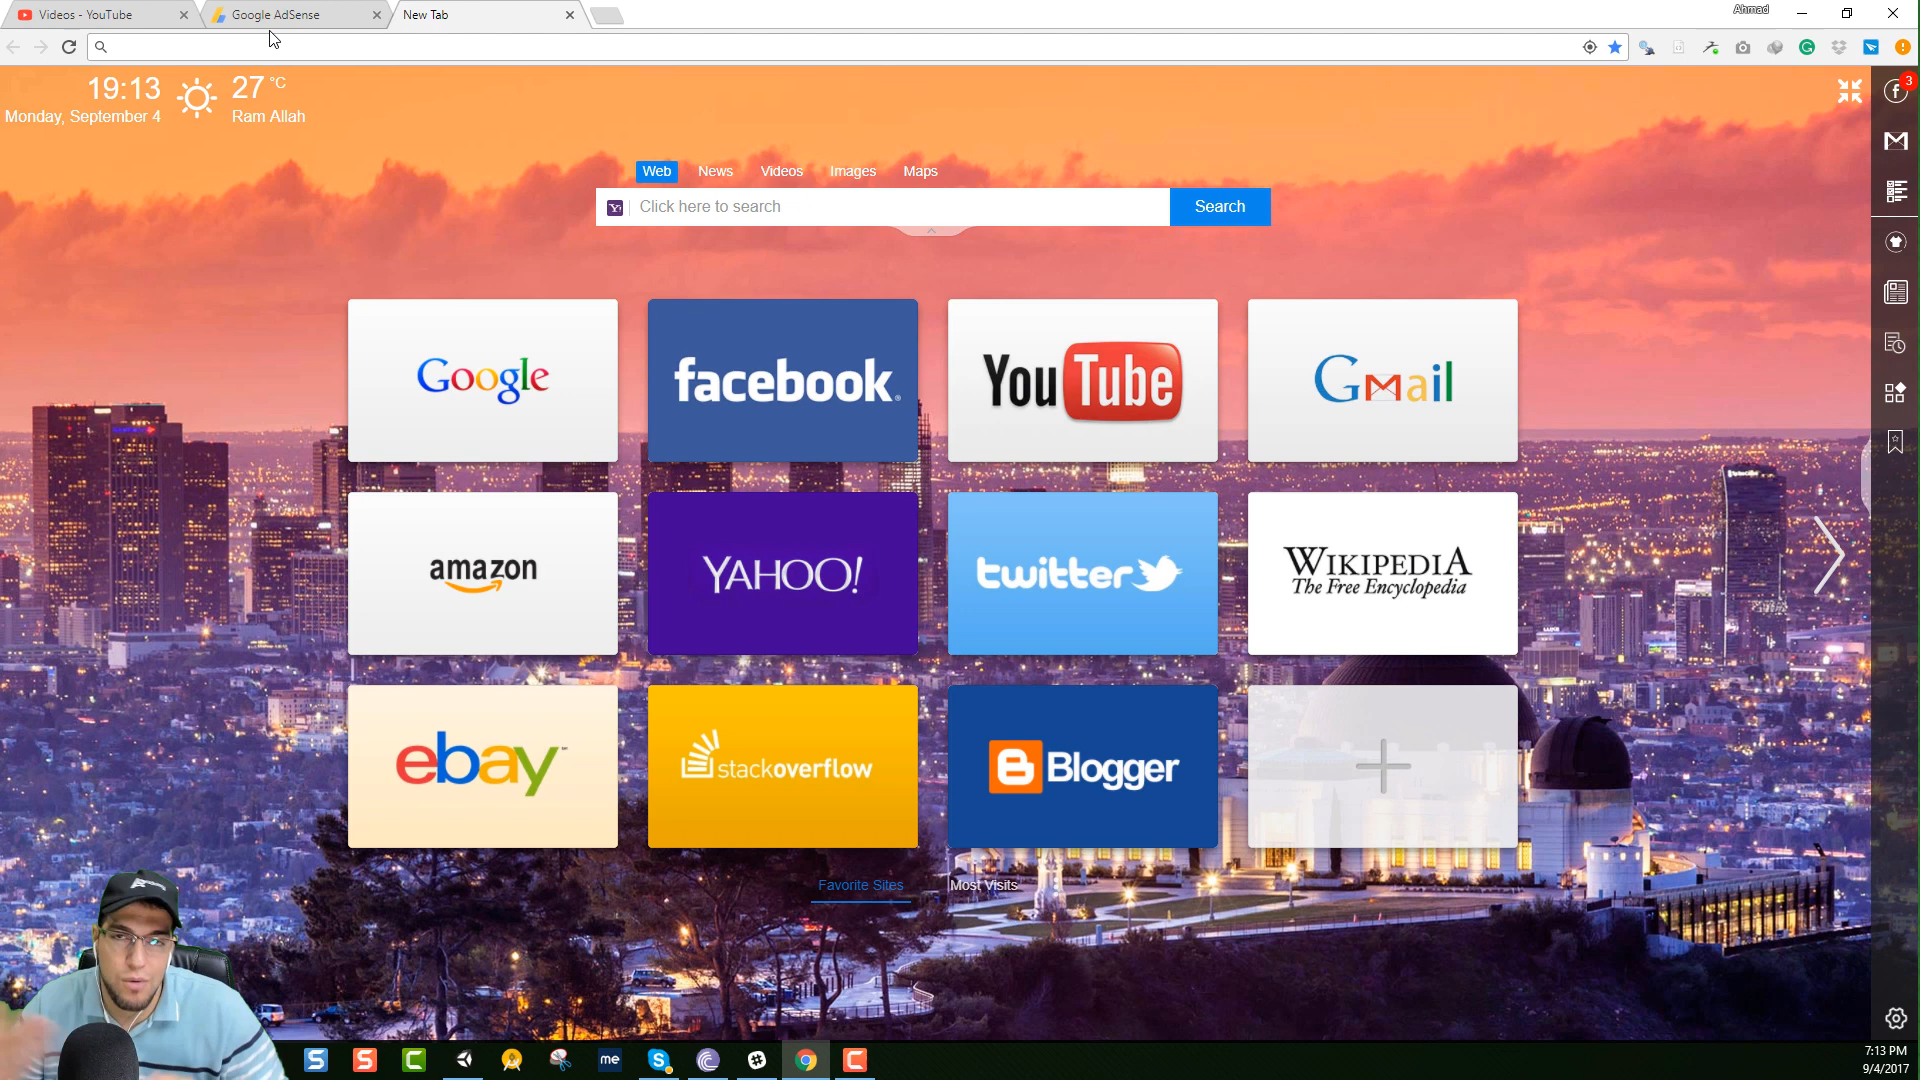 Videos - YouTube
Google AdSense
New Tab
Ahmad
19:13
27 °C
Monday, September 4
Ram Allah
3
Web
News
Videos
Images
Maps
Click here to search
Search
Google
facebook
YouTube
Gmail
amazon
YAHOO!
twitter
WIKIPEDIA
The Free Encyclopedia
ebay
stackoverflow
Blogger
Favorite Sites
Most Visits
me
7:13 PM
9/4/2017